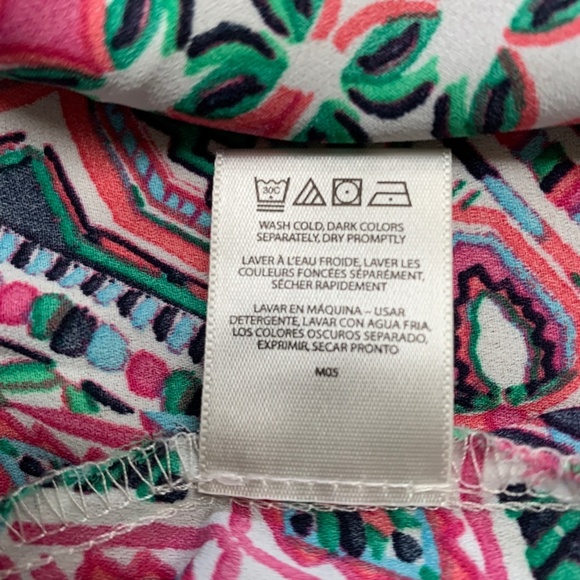 30C
WASH COLD, DARK COLORS
SEPARATELY, DRY PROMPTLY
LAVER À L'EAU FROIDE, LAVER LES
COULEURS FONCÉES SÉPARÉMENT,
SÉCHER RAPIDEMENT
LAVAR EN MÁQUINA – USAR
DETERGENTE, LAVAR CON AGUA FRIA,
LOS COLORES OSCUROS SEPARADO,
EXPRIMIR, SECAR PRONTO
M05